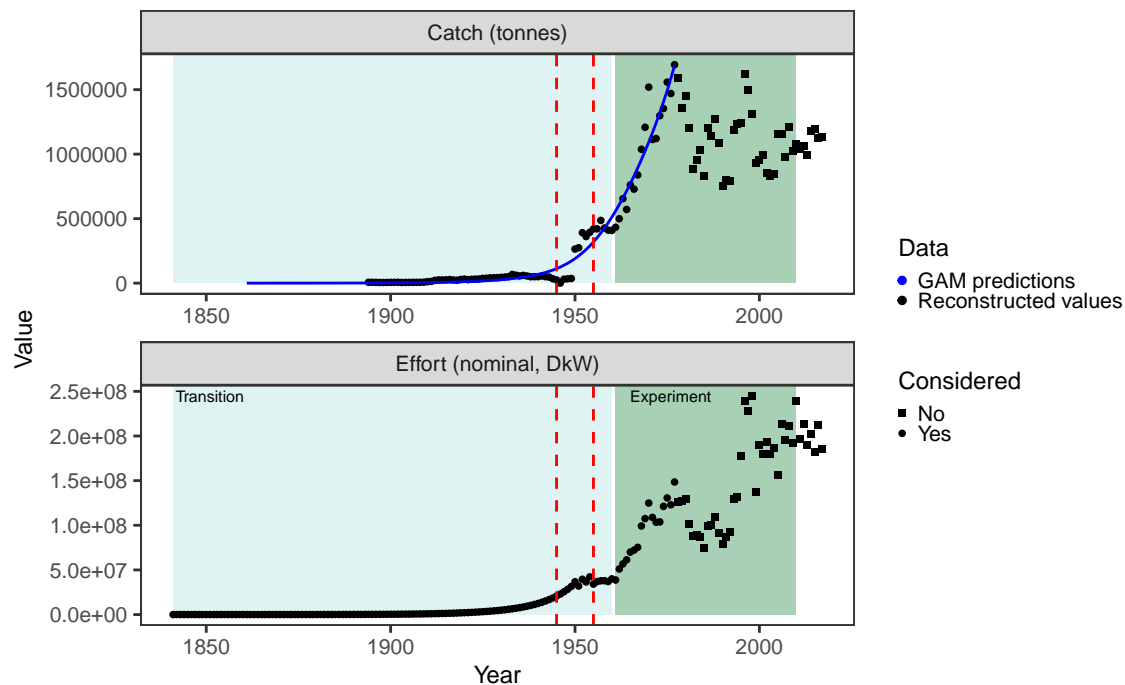 Catch (tonnes)
1500000
1000000
500000
0
1850
1900
1950
2000
Value
Effort (nominal, DkW)
Transition
Experiment
2.5e+08
2.0e+08
1.5e+08
1.0e+08
5.0e+07
0.0e+00
1850
1900
1950
2000
Year
Data
GAM predictions
Reconstructed values
Considered
No
Yes